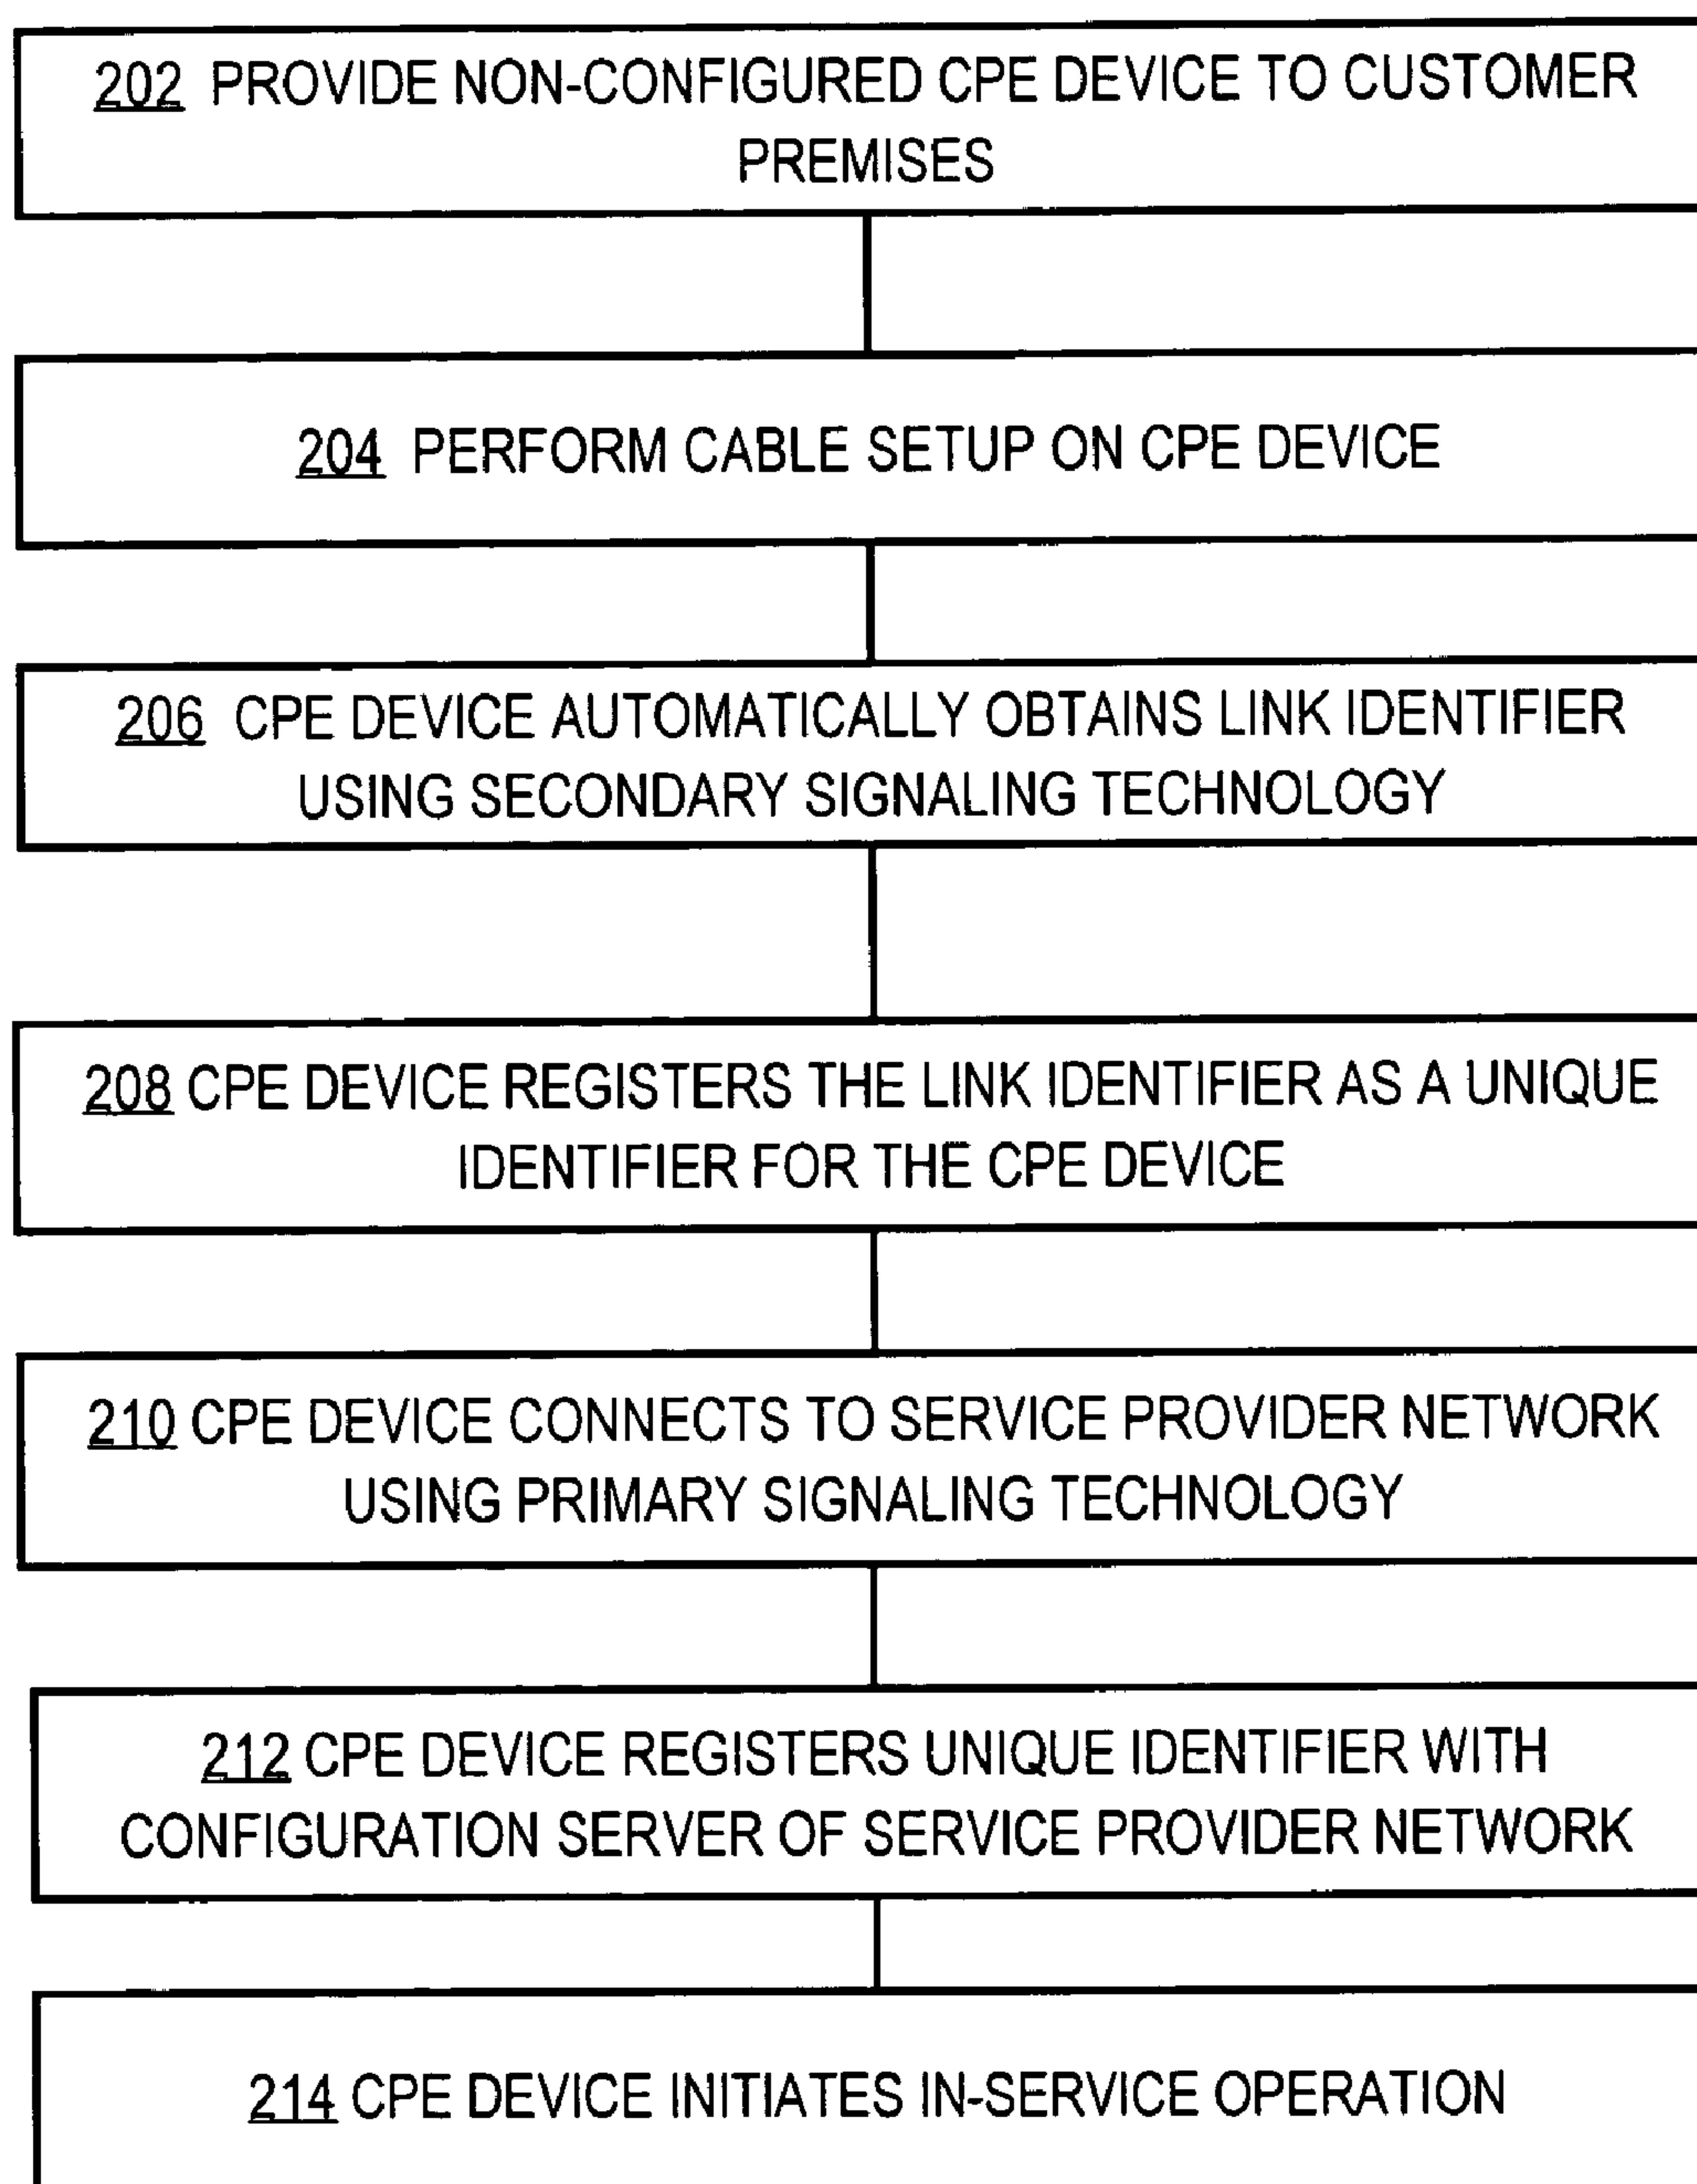 202 PROVIDE NON-CONFIGURED CPE DEVICE TO CUSTOMER
PREMISES
204 PERFORM CABLE SETUP ON CPE DEVICE
206 CPE DEVICE AUTOMATICALLY OBTAINS LINK IDENTIFIER
USING SECONDARY SIGNALING TECHNOLOGY
208 CPE DEVICE REGISTERS THE LINK IDENTIFIER AS A UNIQUE
IDENTIFIER FOR THE CPE DEVICE
210 CPE DEVICE CONNECTS TO SERVICE PROVIDER NETWORK
USING PRIMARY SIGNALING TECHNOLOGY
212 CPE DEVICE REGISTERS UNIQUE IDENTIFIER WITH
CONFIGURATION SERVER OF SERVICE PROVIDER NETWORK
214 CPE DEVICE INITIATES IN-SERVICE OPERATION